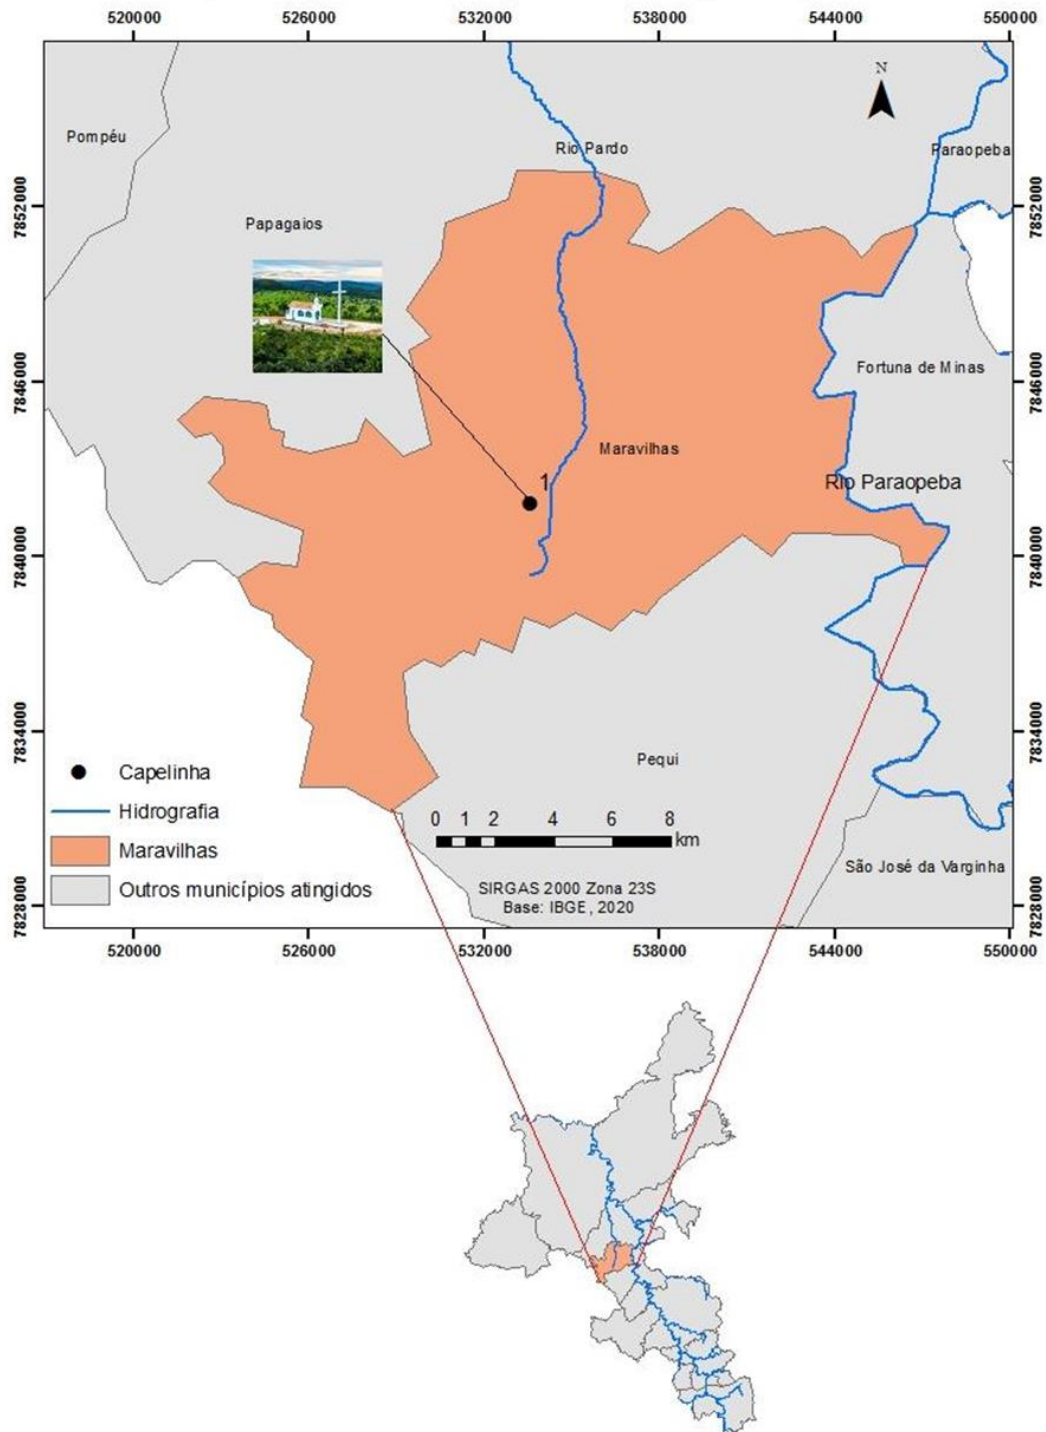 520000 526000 532000 538000 544000 550000
N
Pompéu
Rio Pardo
Paraopeba
7852000
7852000
Papagaios
Fortuna de Minas
7846000
7846000
Maravilhas
1
Rio Paraopeba
7840000
7840000
7834000
7834000
Pequi
Capelinha
Hidrografia
Maravilhas
Outros municípios atingidos
0 1 2 4 6 8
km
São José da Varginha
SIRGAS 2000 Zona 23S
Base: IBGE, 2020
7828000
7828000
520000 526000 532000 538000 544000 550000